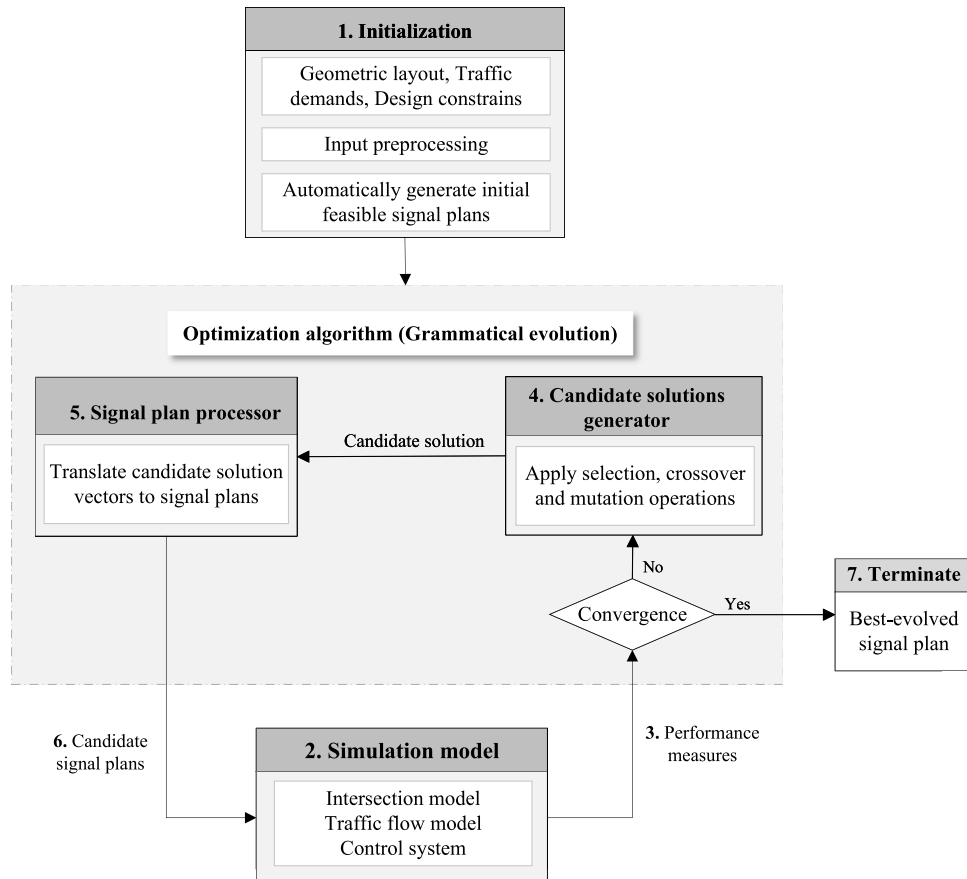 1. Initialization
Geometric layout, Traffic
demands, Design constrains
Input preprocessing
Automatically generate initial
feasible signal plans
Optimization algorithm (Grammatical evolution)
5. Signal plan processor
Translate candidate solution
vectors to signal plans
Candidate solution
4. Candidate solutions
generator
Apply selection, crossover
and mutation operations
No
Convergence
Yes
7. Terminate
Best-evolved
signal plan
6. Candidate
signal plans
2. Simulation model
Intersection model
Traffic flow model
Control system
3. Performance
measures